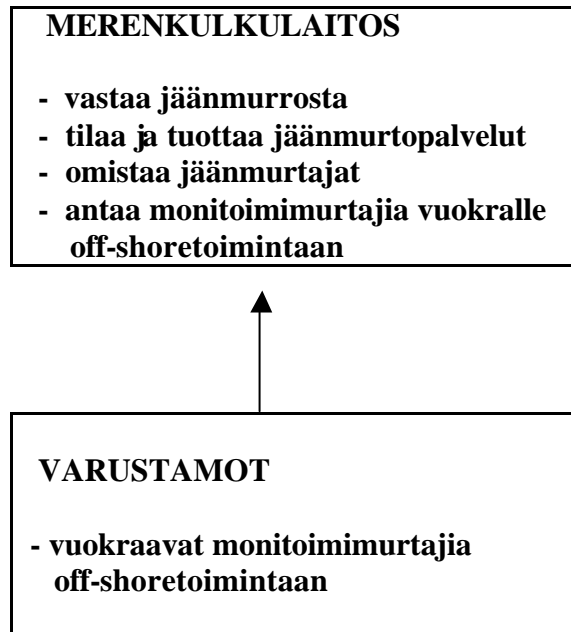 MERENKULKULAITOS
- vastaa jäänmurrosta
- tilaa ja tuottaa jäänmurtopalvelut
- omistaa jäänmurtajat
- antaa monitoimimurtajia vuokralle
off-shoretoimintaan
VARUSTAMOT
- vuokraavat monitoimimurtajia
off-shoretoimintaan